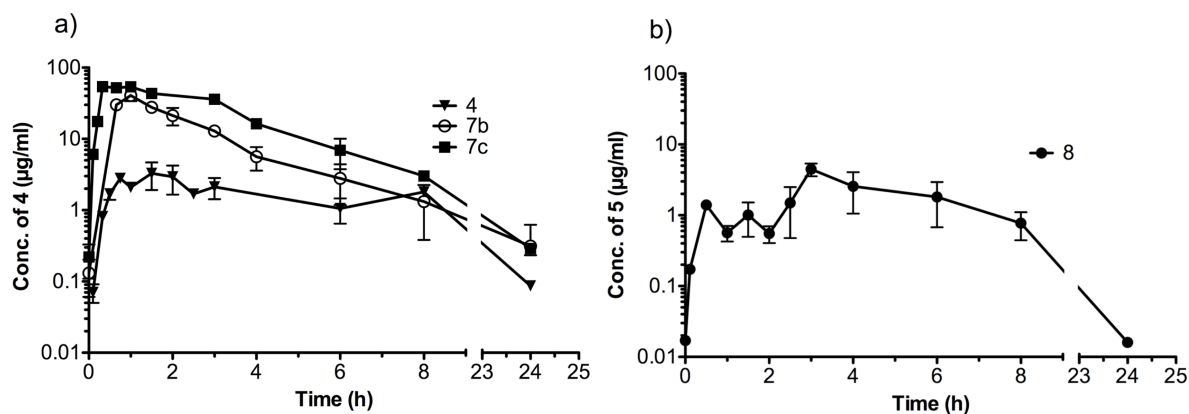 a)
Conc. of 4 (µg/ml)
100
10
1
0.1
0.01
4
7b
7c
0 2 4 6 8 23 24 25
Time (h)
b)
Conc. of 5 (µg/ml)
100
10
1
0.1
0.01
8
0 2 4 6 8 23 24 25
Time (h)